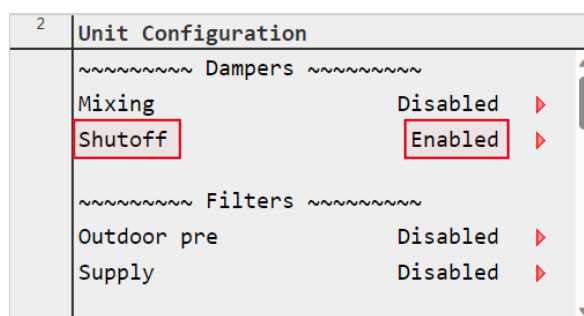 2
Unit Configuration
~~~~~~~~~ Dampers ~~~~~~~~~
Mixing Disabled
Shutoff Enabled
~~~~~~~~~ Filters ~~~~~~~~~
Outdoor pre Disabled
Supply Disabled